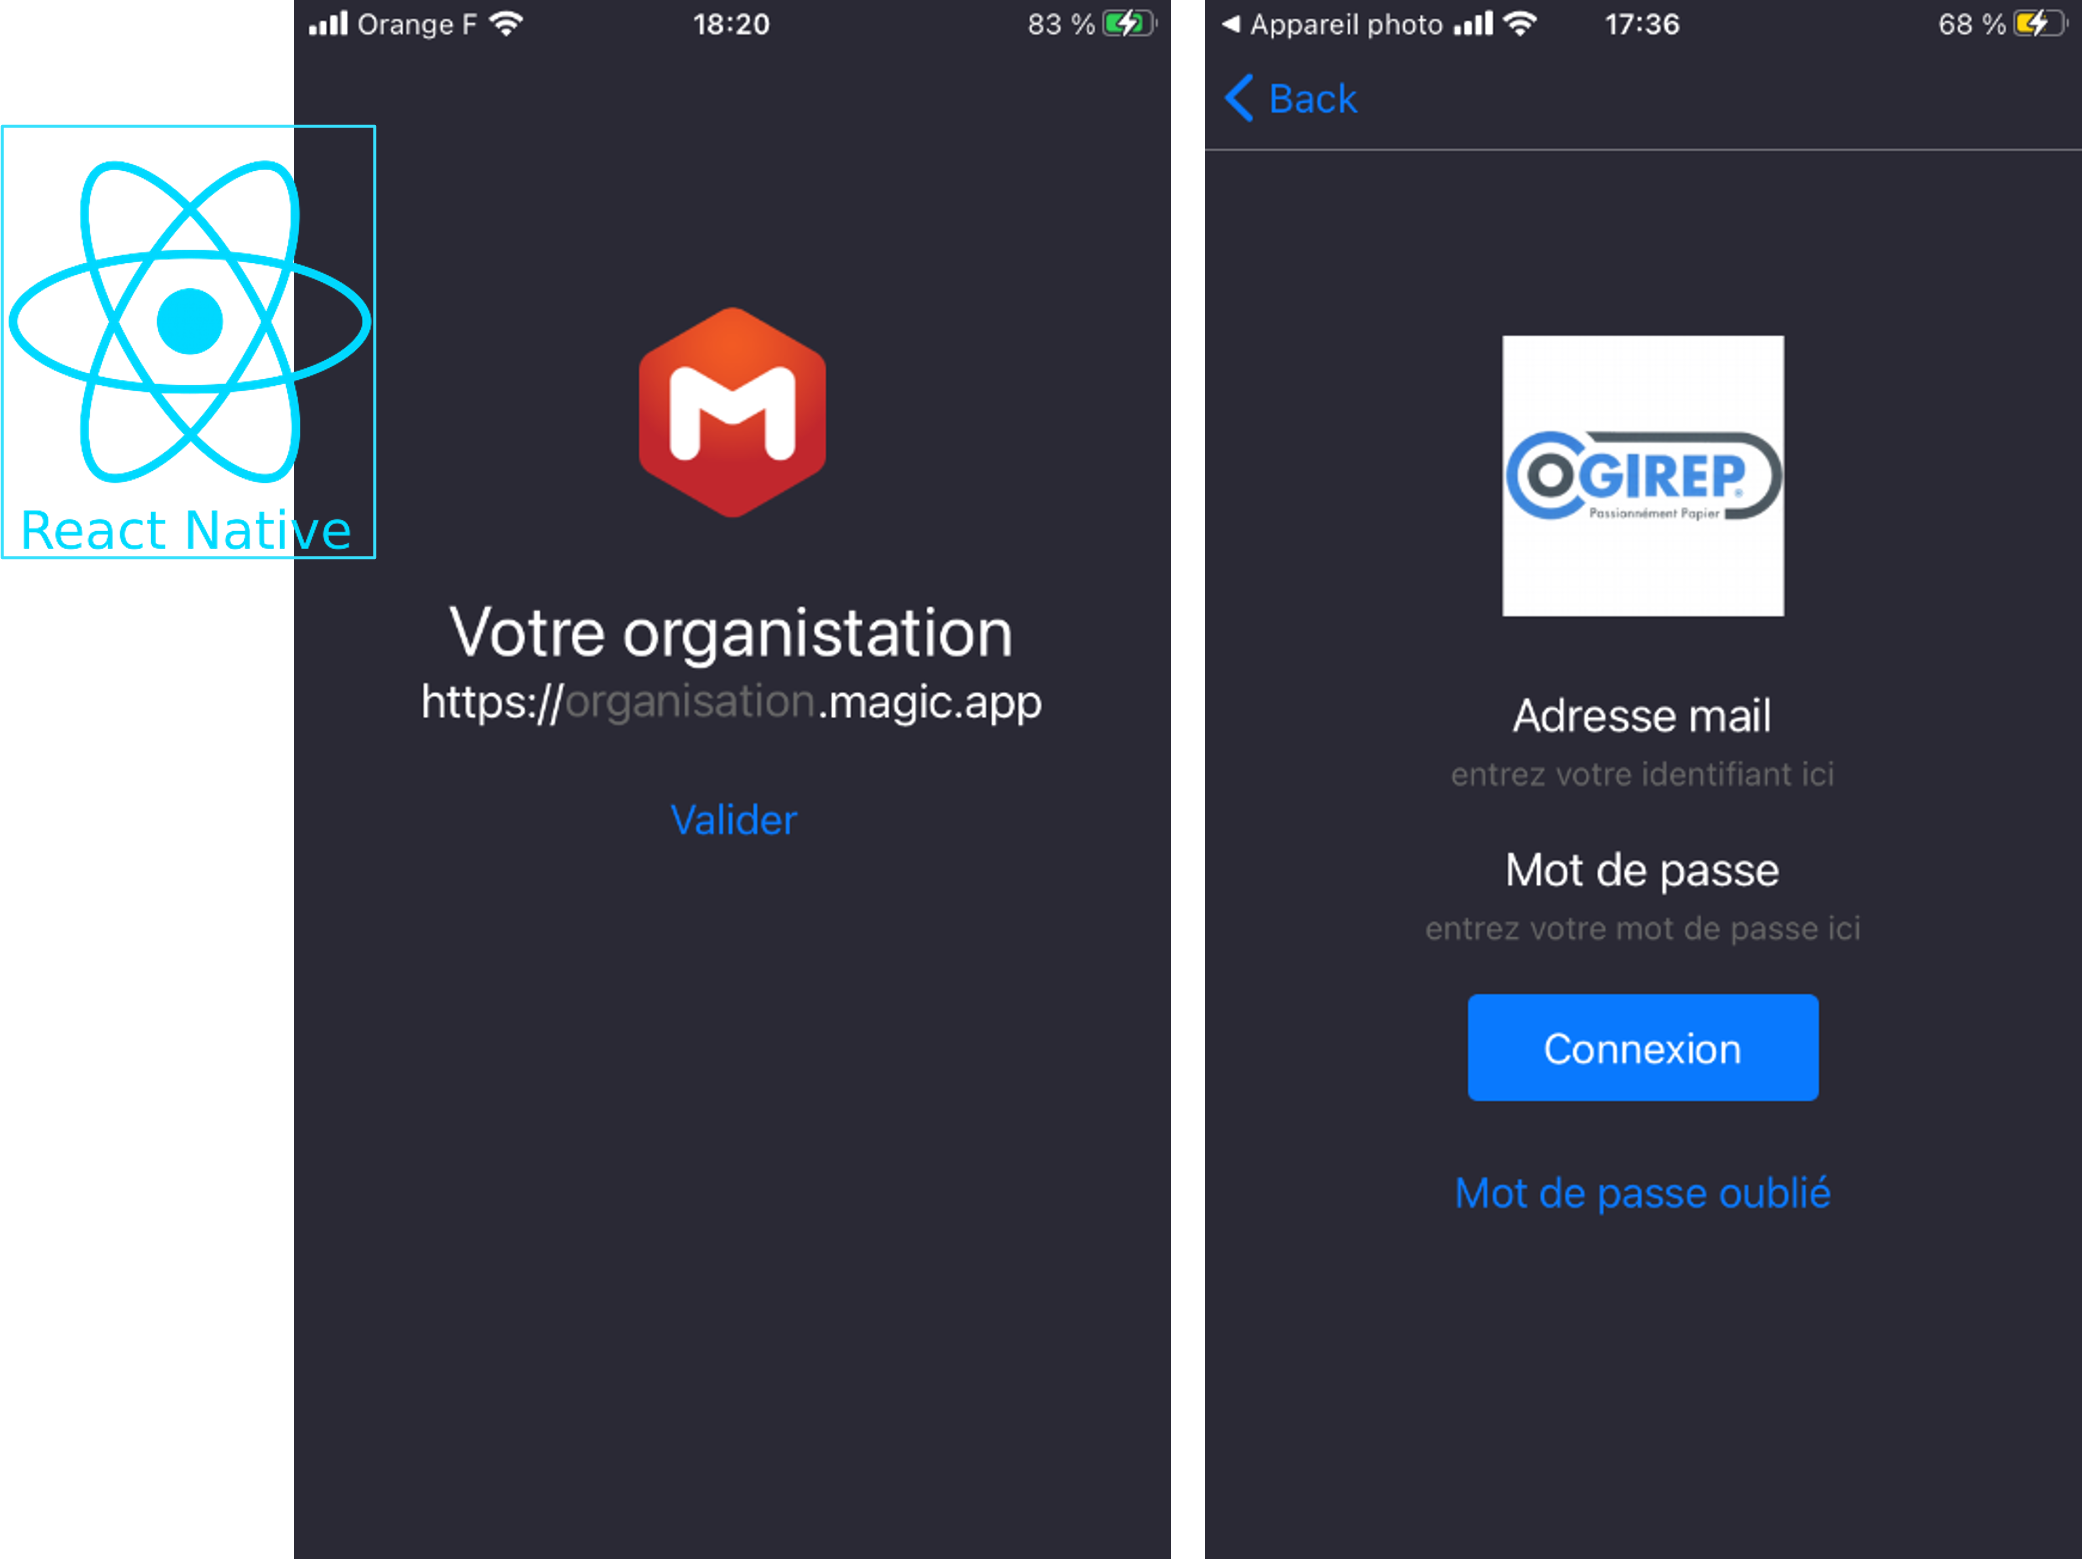 Orange F 18:20 83 %
React Native
Votre organistation
https://organisation.magic.app
Valider
Appareil photo 17:36 68 %
Back
COGIREP®
Passionnément Papier
Adresse mail
entrez votre identifiant ici
Mot de passe
entrez votre mot de passe ici
Connexion
Mot de passe oublié